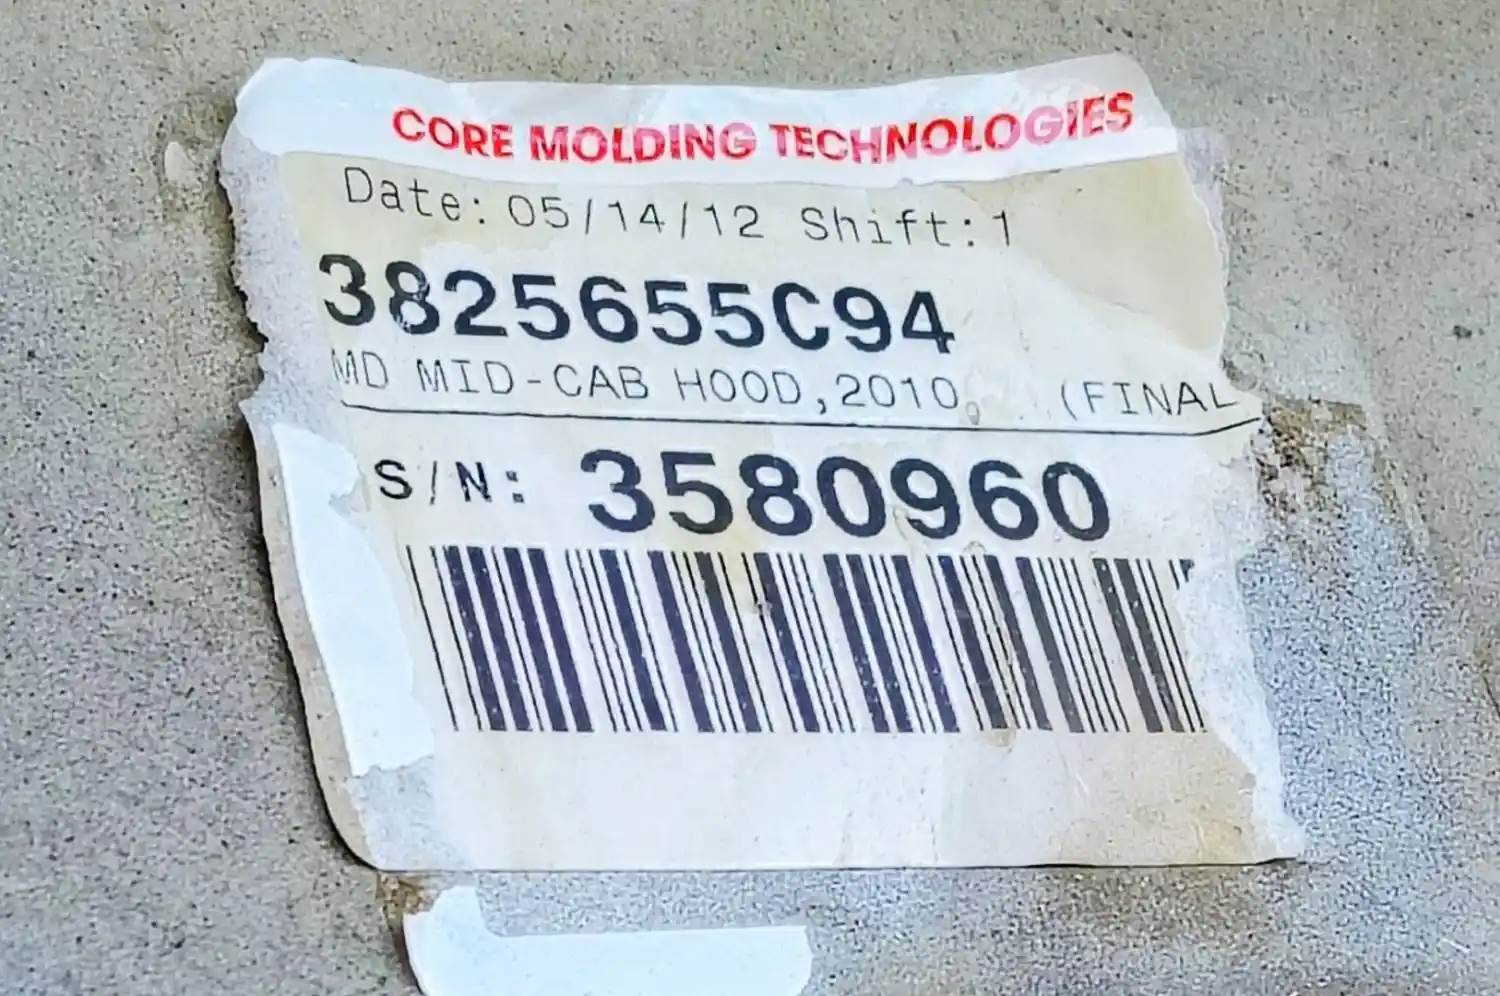 CORE MOLDING TECHNOLOGIES
Date: 05/14/12 Shift:1
3825655C94
MD MID-CAB HOOD,2010, (FINAL
S/N: 3580960